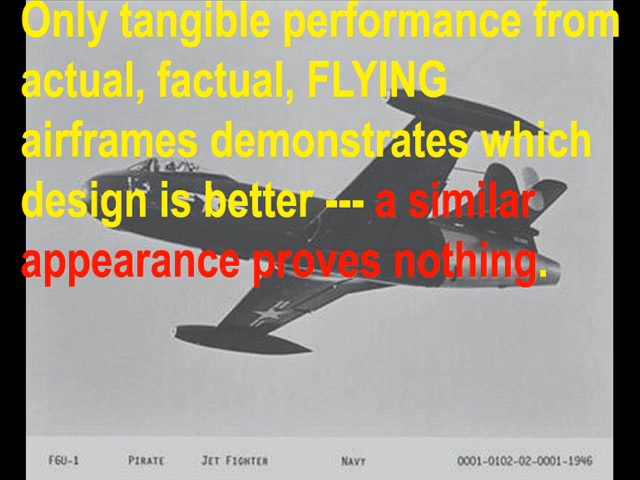 Only tangible performance from
actual, factual, FLYING
airframes demonstrates which
design is better --- a similar
appearance proves nothing.
F6U-1 PIRATE JET FIGHTER NAVY 0001-0102-02-0001-1946